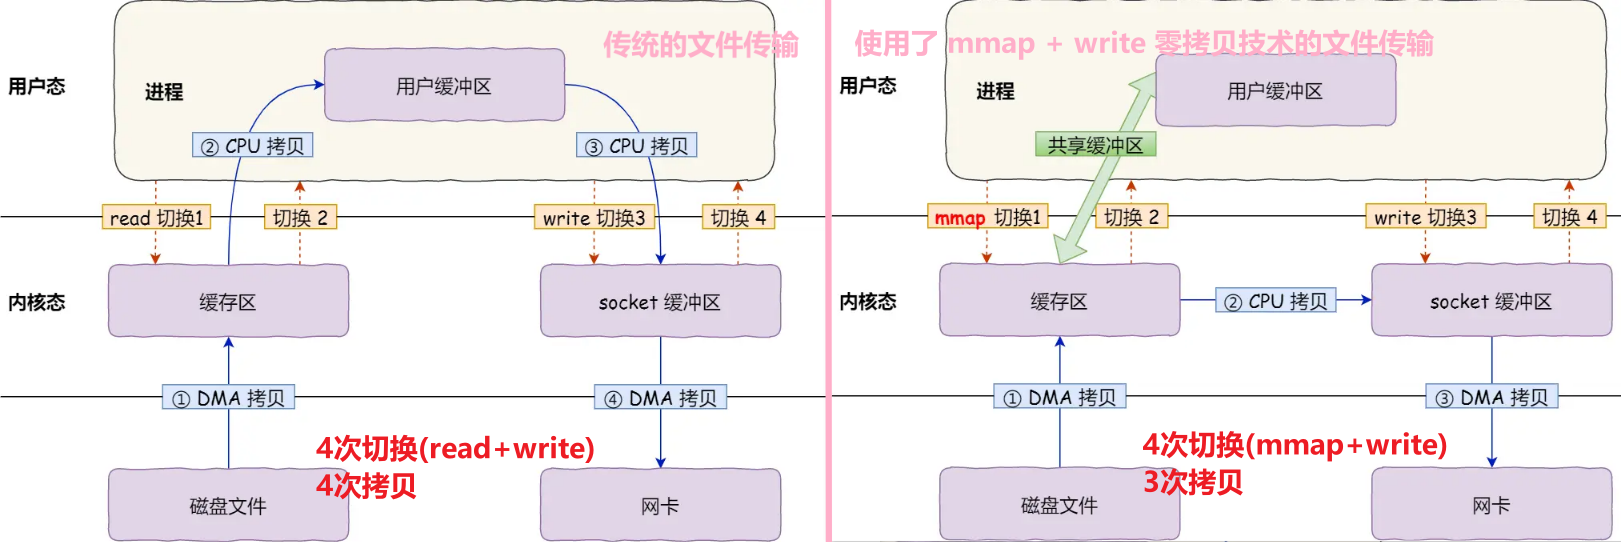 传统的文件传输
用户态
进程
用户缓冲区
② CPU 拷贝
③ CPU 拷贝
read 切换1
切换 2
write 切换3
切换 4
内核态
缓存区
socket 缓冲区
① DMA 拷贝
④ DMA 拷贝
4次切换(read+write)
4次拷贝
磁盘文件
网卡
使用了 mmap + write 零拷贝技术的文件传输
用户态
进程
用户缓冲区
共享缓冲区
mmap 切换1
切换 2
write 切换3
切换 4
内核态
缓存区
② CPU 拷贝
socket 缓冲区
① DMA 拷贝
③ DMA 拷贝
4次切换(mmap+write)
3次拷贝
磁盘文件
网卡